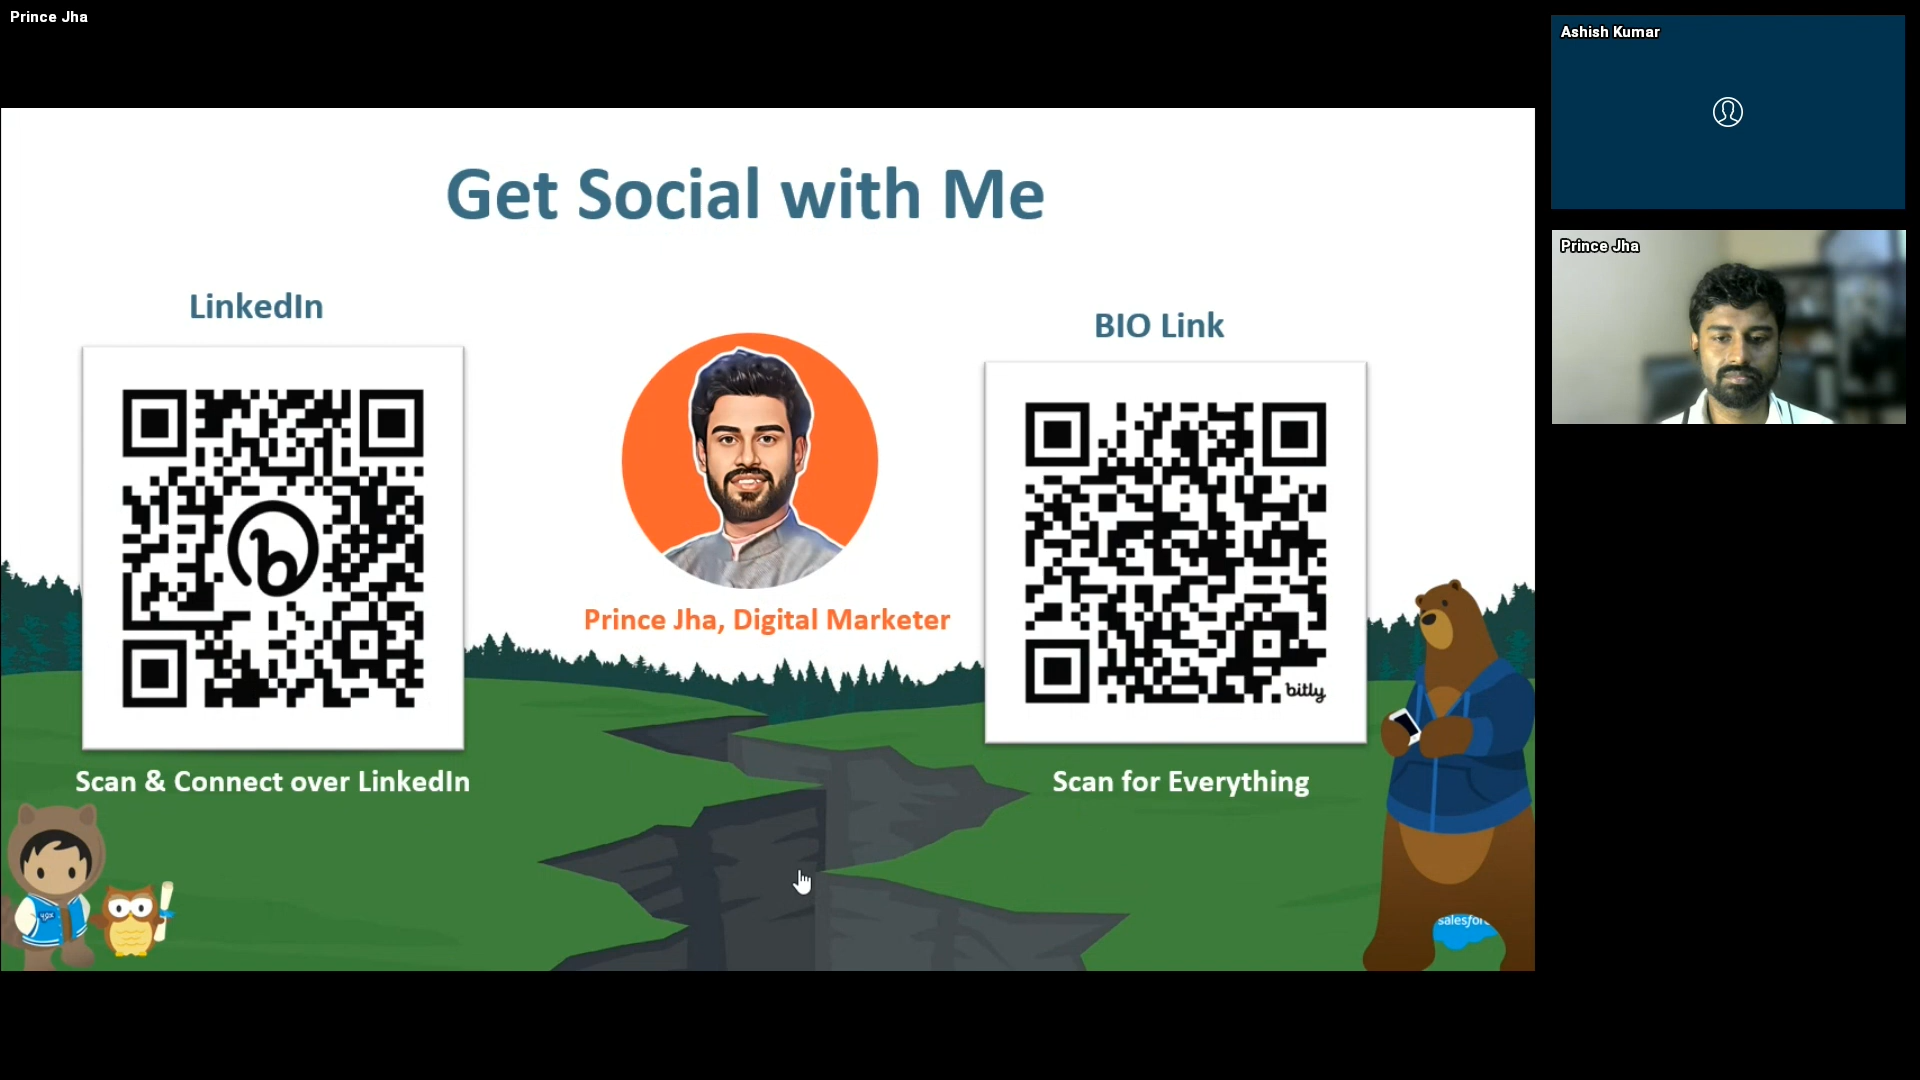 Prince Jha
Ashish Kumar
Prince Jha
Get Social with Me
LinkedIn
BIO Link
Prince Jha, Digital Marketer
bitly
Scan & Connect over LinkedIn
Scan for Everything